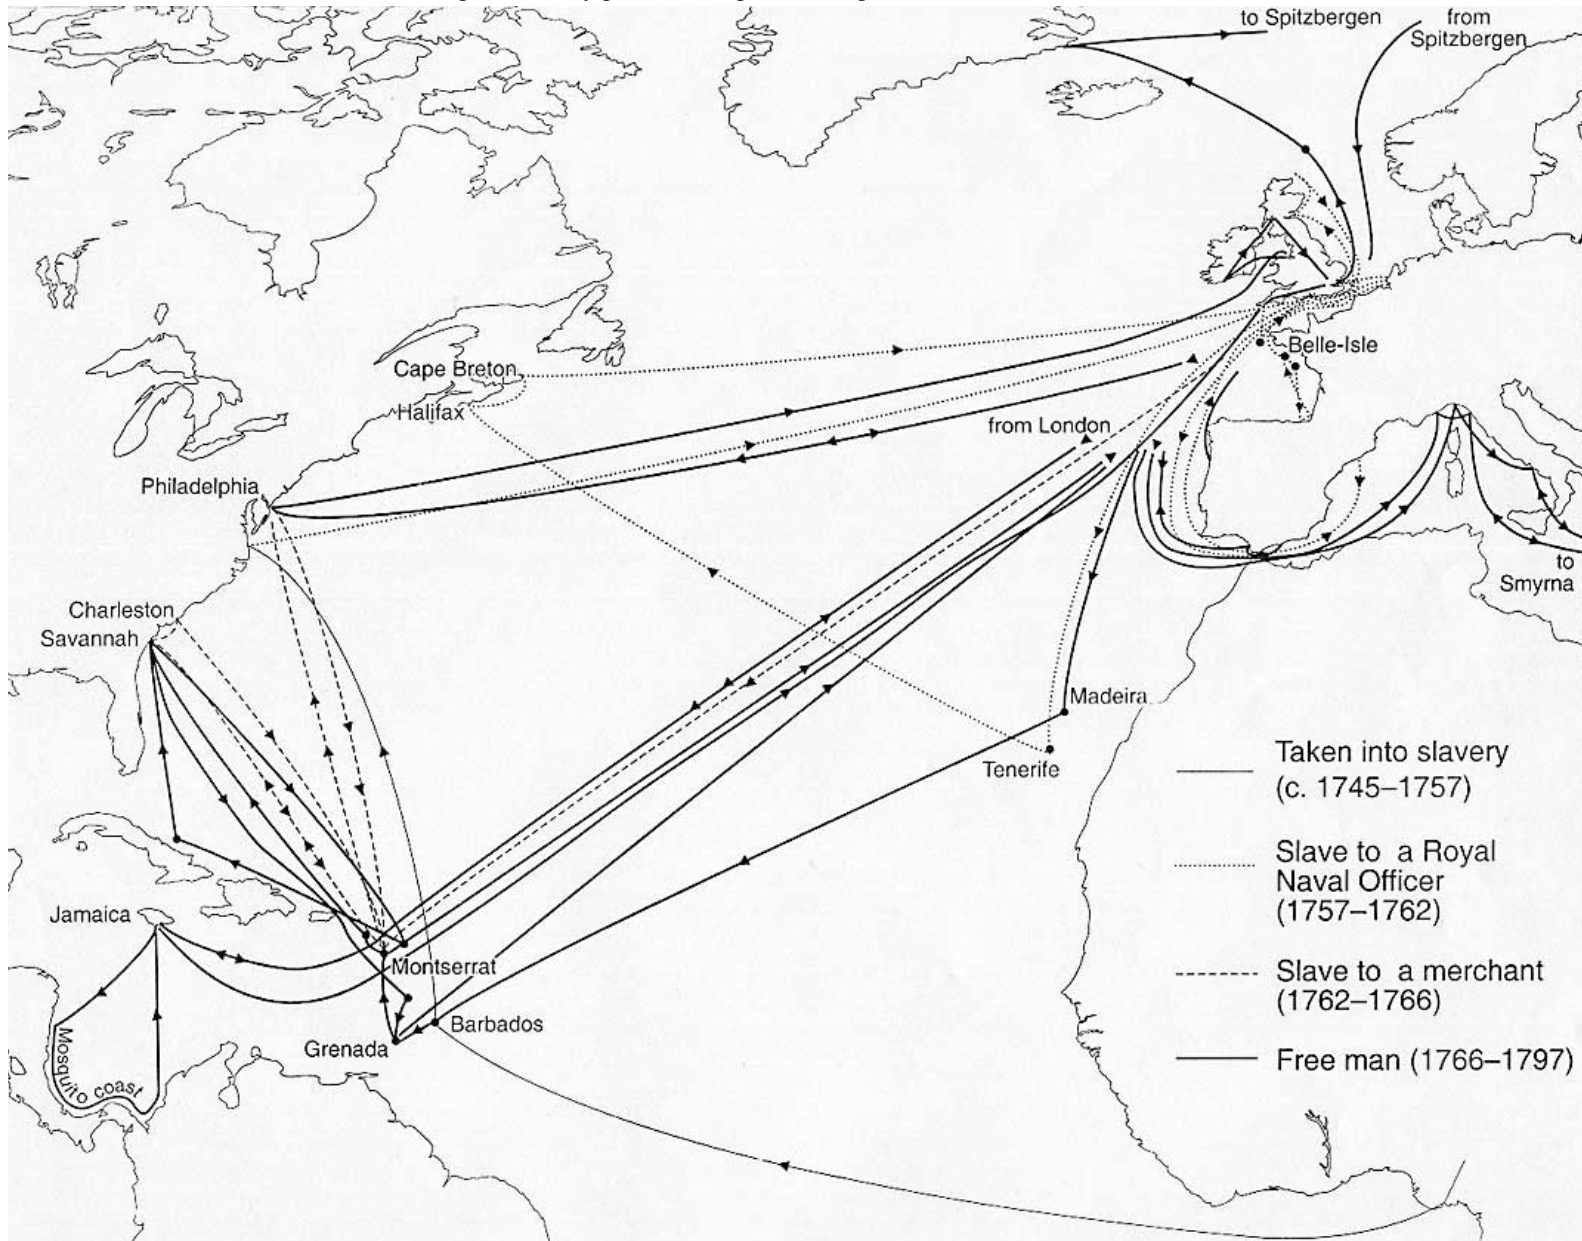 to Spitzbergen
from
Spitzbergen
Belle-Isle
Cape Breton
Halifax
from London
Philadelphia
to
Smyrna
Charleston
Savannah
Madeira
Tenerife
Jamaica
Montserrat
Barbados
Grenada
Mosquito coast
Taken into slavery
(c. 1745–1757)
Slave to a Royal
Naval Officer
(1757–1762)
Slave to a merchant
(1762–1766)
Free man (1766–1797)